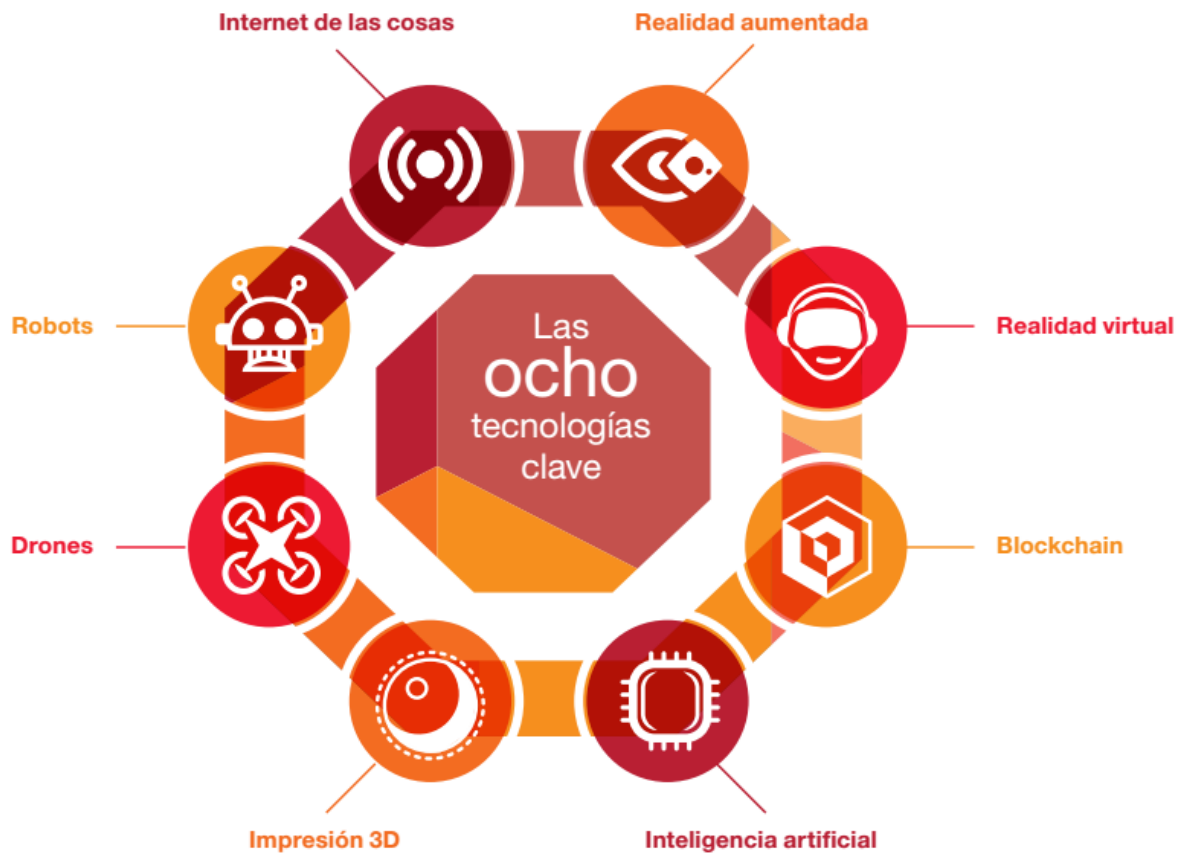 Internet de las cosas
Realidad aumentada
Robots
Las
ocho
tecnologías
clave
Realidad virtual
Drones
Blockchain
Impresión 3D
Inteligencia artificial